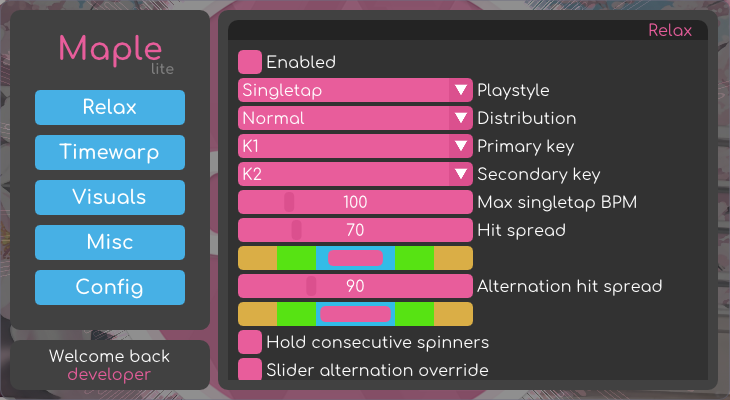 Maple
lite
Relax
Timewarp
Visuals
Misc
Config
Welcome back
developer
Relax
Enabled
Singletap Playstyle
Normal Distribution
K1 Primary key
K2 Secondary key
100 Max singletap BPM
70 Hit spread
90 Alternation hit spread
Hold consecutive spinners
Slider alternation override